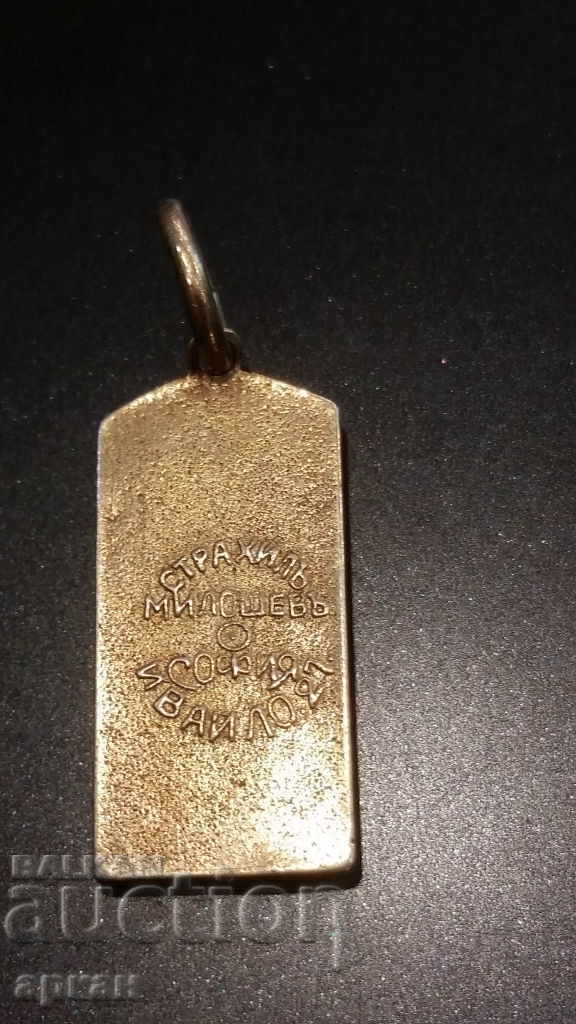 СТРАХИЛЪ
МИЛОШЕВЪ
СОФИЯ
ИВАЙЛО 27
BALKAN
auction
аркан